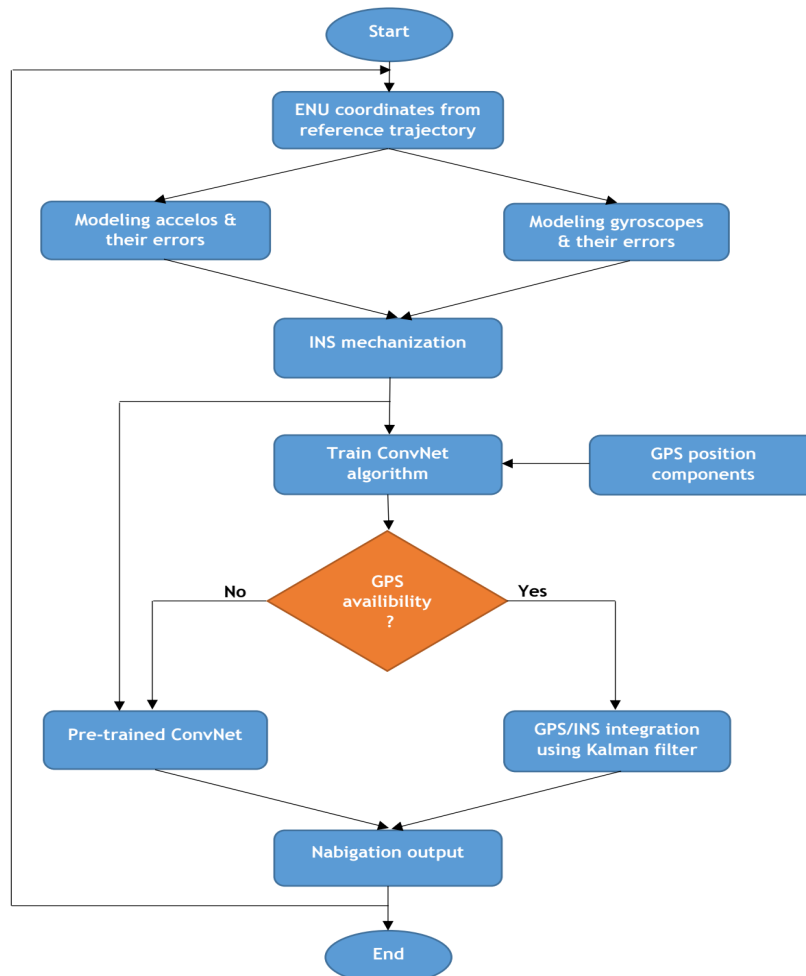 Start
ENU coordinates from
reference trajectory
Modeling accelos &
their errors
Modeling gyroscopes
& their errors
INS mechanization
Train ConvNet
algorithm
GPS position
components
GPS
availibility
?
No
Yes
Pre-trained ConvNet
GPS/INS integration
using Kalman filter
Nabigation output
End